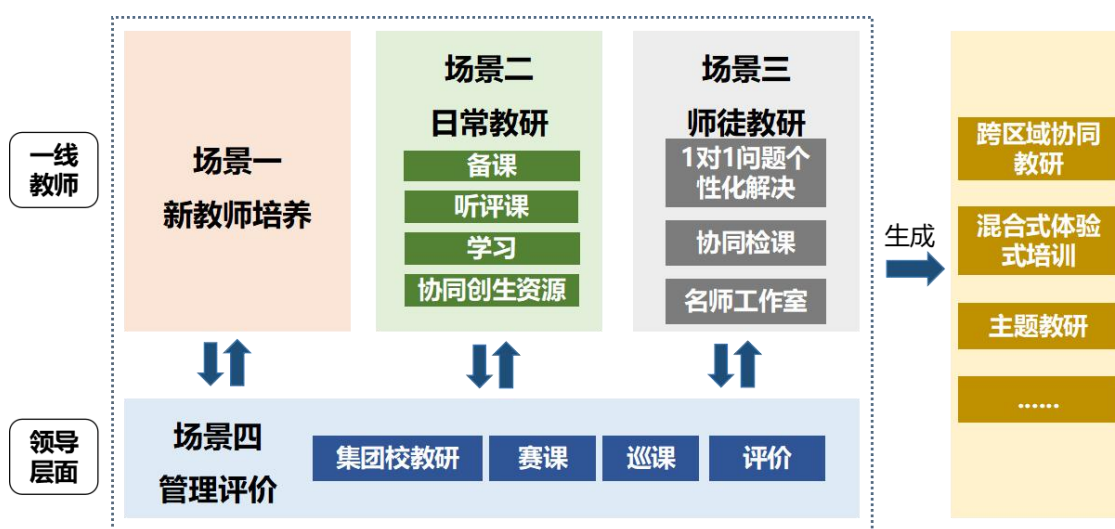 一线
教师
场景一
新教师培养
场景二
日常教研
备课
听评课
学习
协同创生资源
场景三
师徒教研
1对1问题个
性化解决
协同检课
名师工作室
生成
跨区域协同
教研
混合式体验
式培训
主题教研
……
领导
层面
场景四
管理评价
集团校教研
赛课
巡课
评价